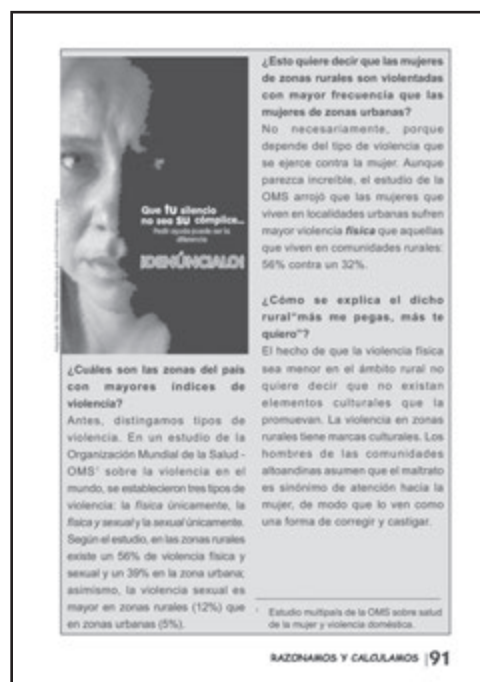 Que tu silencio
no sea SU cómplice...
Pedir ayuda puede ser la
diferencia
¡DENÚNCIALO!
¿Cuáles son las zonas del país
con mayores índices de
violencia?
Antes, distingamos tipos de
violencia. En un estudio de la
Organización Mundial de la Salud -
OMS¹ sobre la violencia en el
mundo, se establecieron tres tipos de
violencia: la física únicamente, la
física y sexual y la sexual únicamente.
Según el estudio, en las zonas rurales
existe un 56% de violencia física y
sexual y un 39% en la zona urbana;
asimismo, la violencia sexual es
mayor en zonas rurales (12%) que
en zonas urbanas (5%).
¿Esto quiere decir que las mujeres
de zonas rurales son violentadas
con mayor frecuencia que las
mujeres de zonas urbanas?
No necesariamente, porque
depende del tipo de violencia que
se ejerce contra la mujer. Aunque
parezca increíble, el estudio de la
OMS arrojó que las mujeres que
viven en localidades urbanas sufren
mayor violencia física que aquellas
que viven en comunidades rurales:
56% contra un 32%.
¿Cómo se explica el dicho
rural"más me pegas, más te
quiero"?
El hecho de que la violencia física
sea menor en el ámbito rural no
quiere decir que no existan
elementos culturales que la
promuevan. La violencia en zonas
rurales tiene marcas culturales. Los
hombres de las comunidades
altoandinas asumen que el maltrato
es sinónimo de atención hacia la
mujer, de modo que lo ven como
una forma de corregir y castigar.
¹ Estudio multipaís de la OMS sobre salud
de la mujer y violencia doméstica.
RAZONAMOS Y CALCULAMOS |91